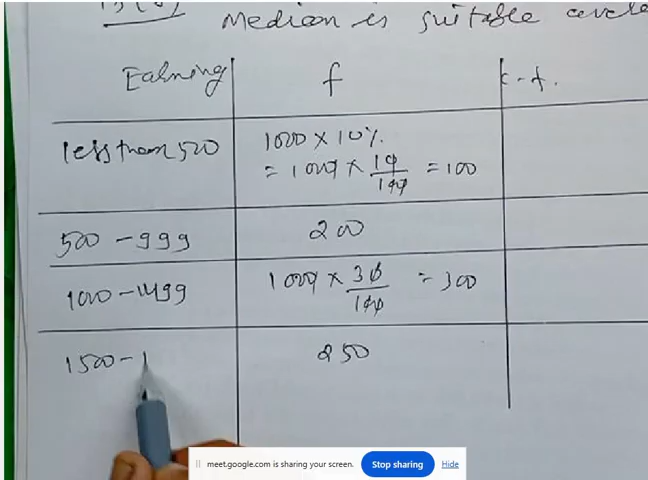 Median is suitable
Earning f c.f.
less than 500 1000 × 10%
= 1000 × 10/100 = 100
500 - 999 200
1000 - 1499 1000 × 30/100 = 300
1500 - 1 250
meet.google.com is sharing your screen. Stop sharing Hide